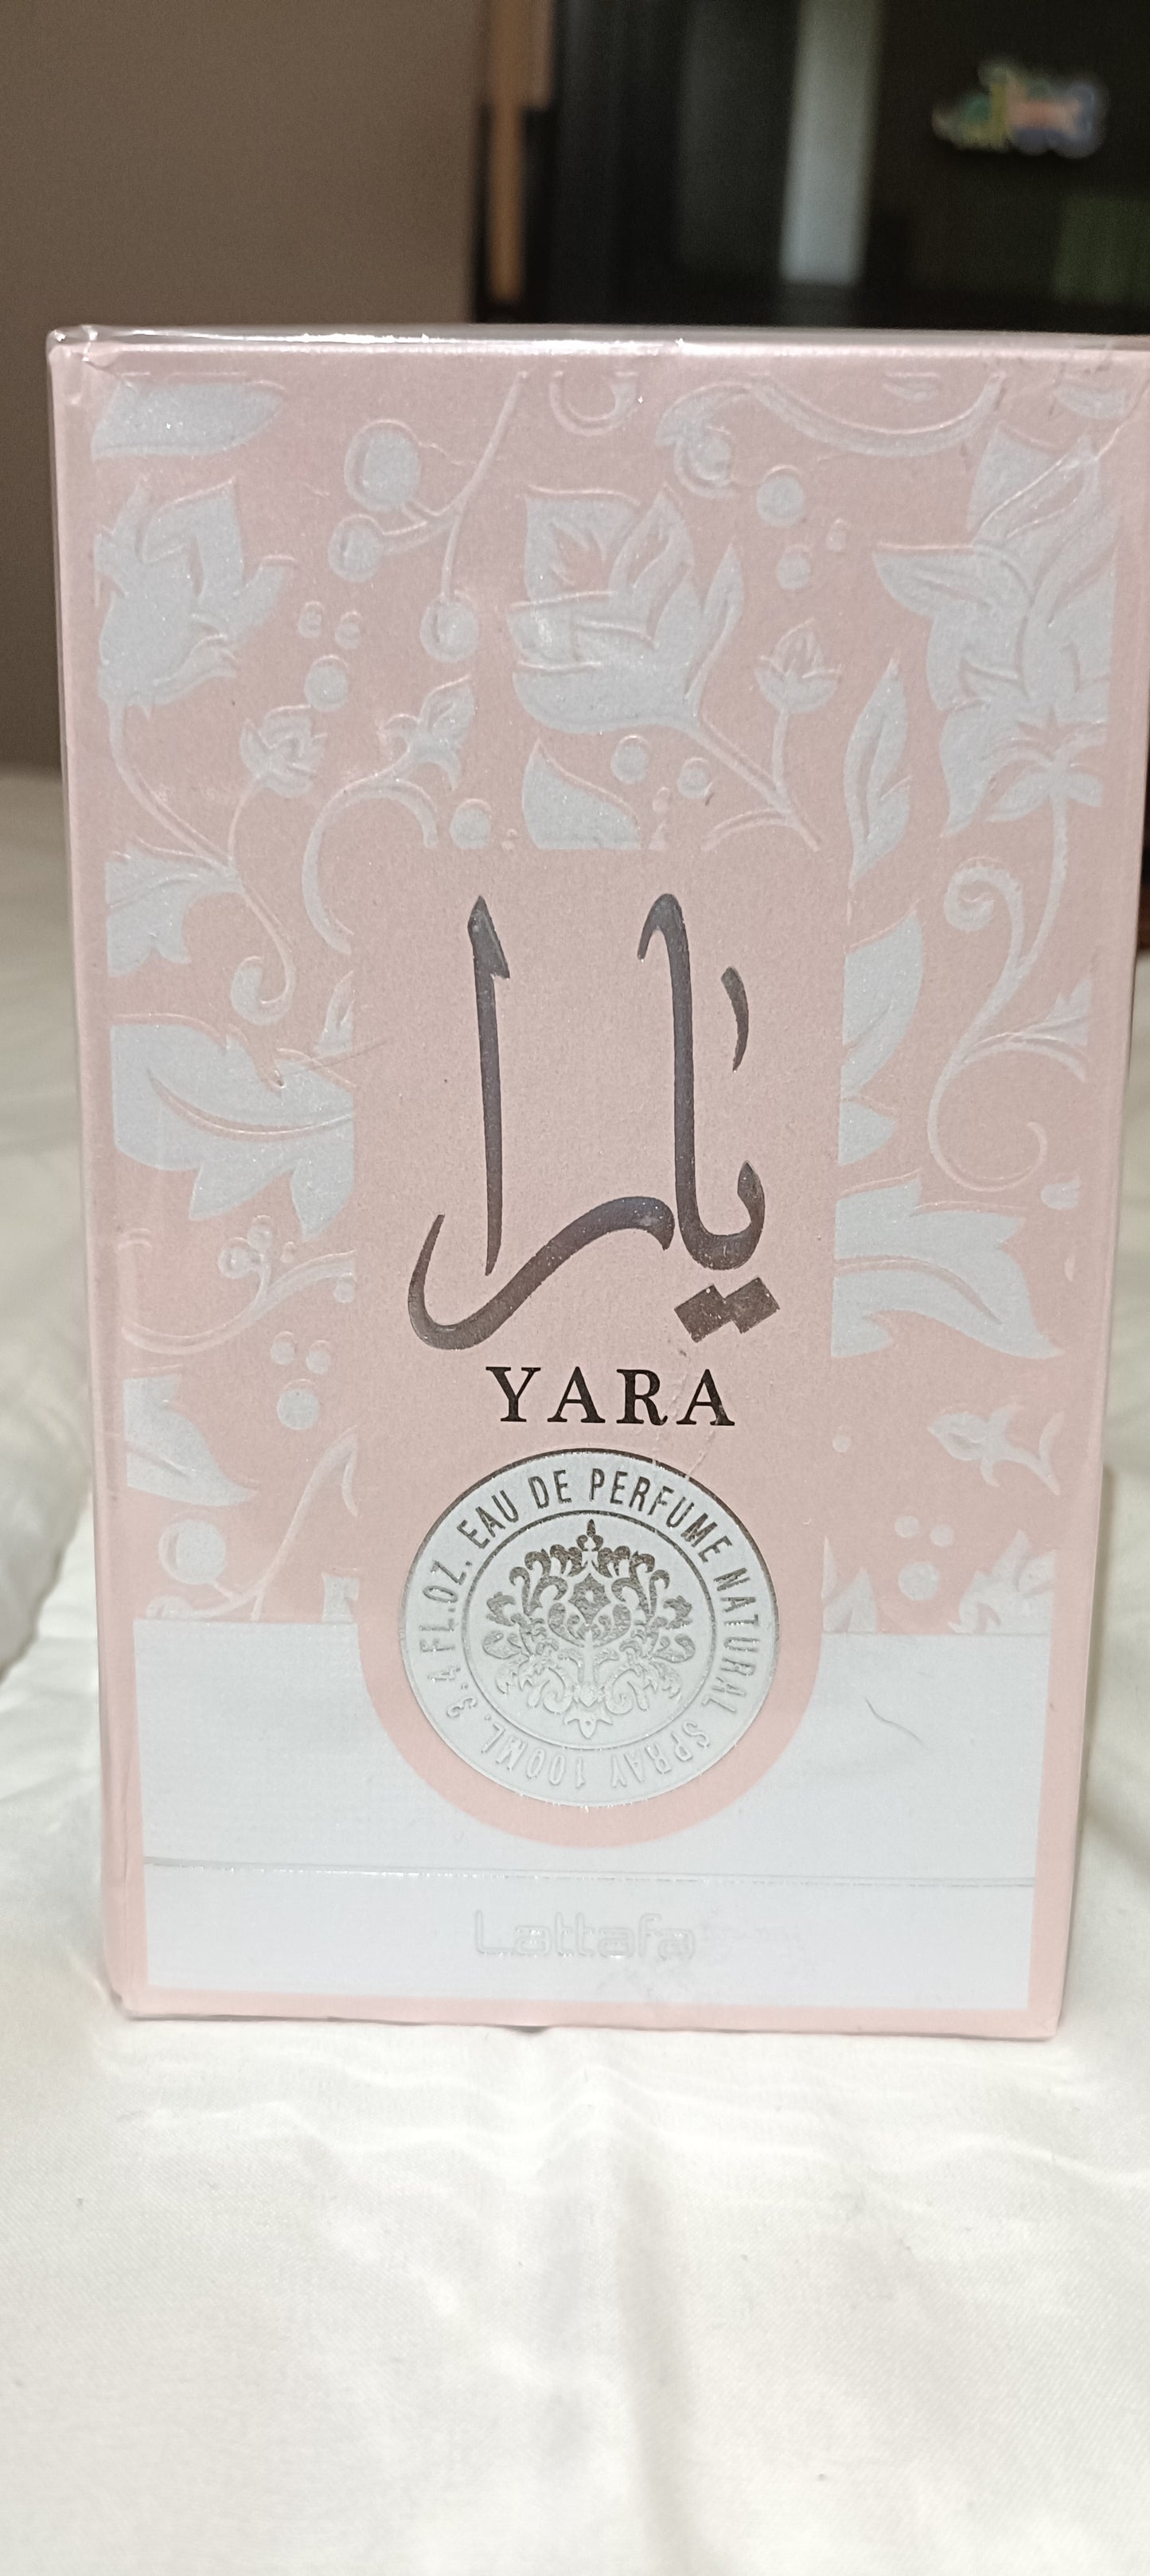 يارا
YARA
EAU DE PERFUME NATURAL SPRAY 100ML. 3.4 FL.OZ.
Lattafa